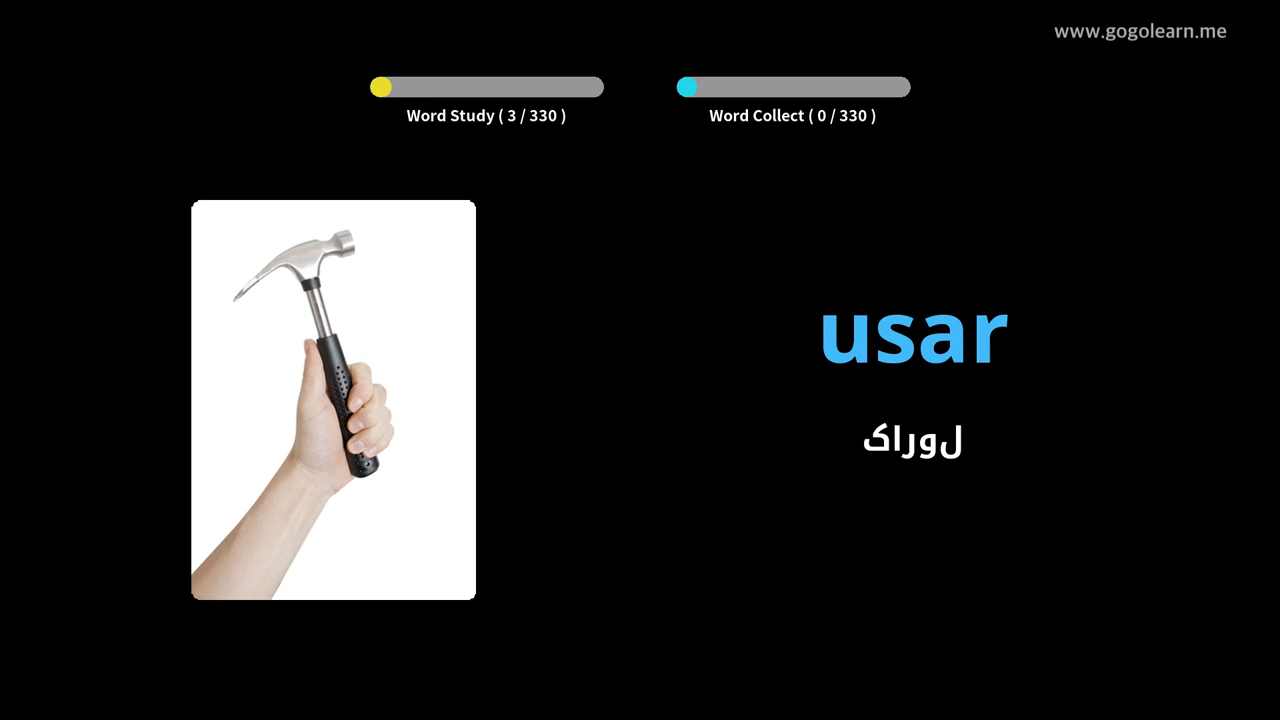 www.gogolearn.me
Word Study ( 3 / 330 )
Word Collect ( 0 / 330 )
usar
لوراک